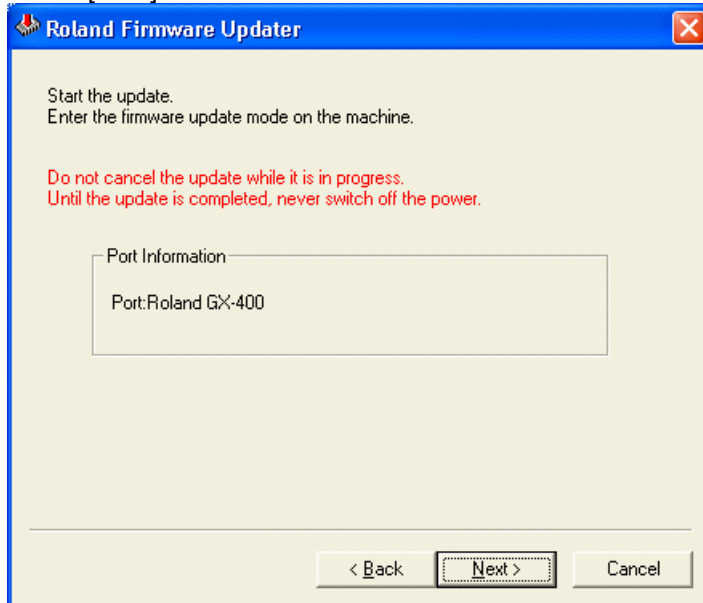 Roland Firmware Updater
Start the update.
Enter the firmware update mode on the machine.
Do not cancel the update while it is in progress.
Until the update is completed, never switch off the power.
Port Information
Port:Roland GX-400
< Back Next > Cancel